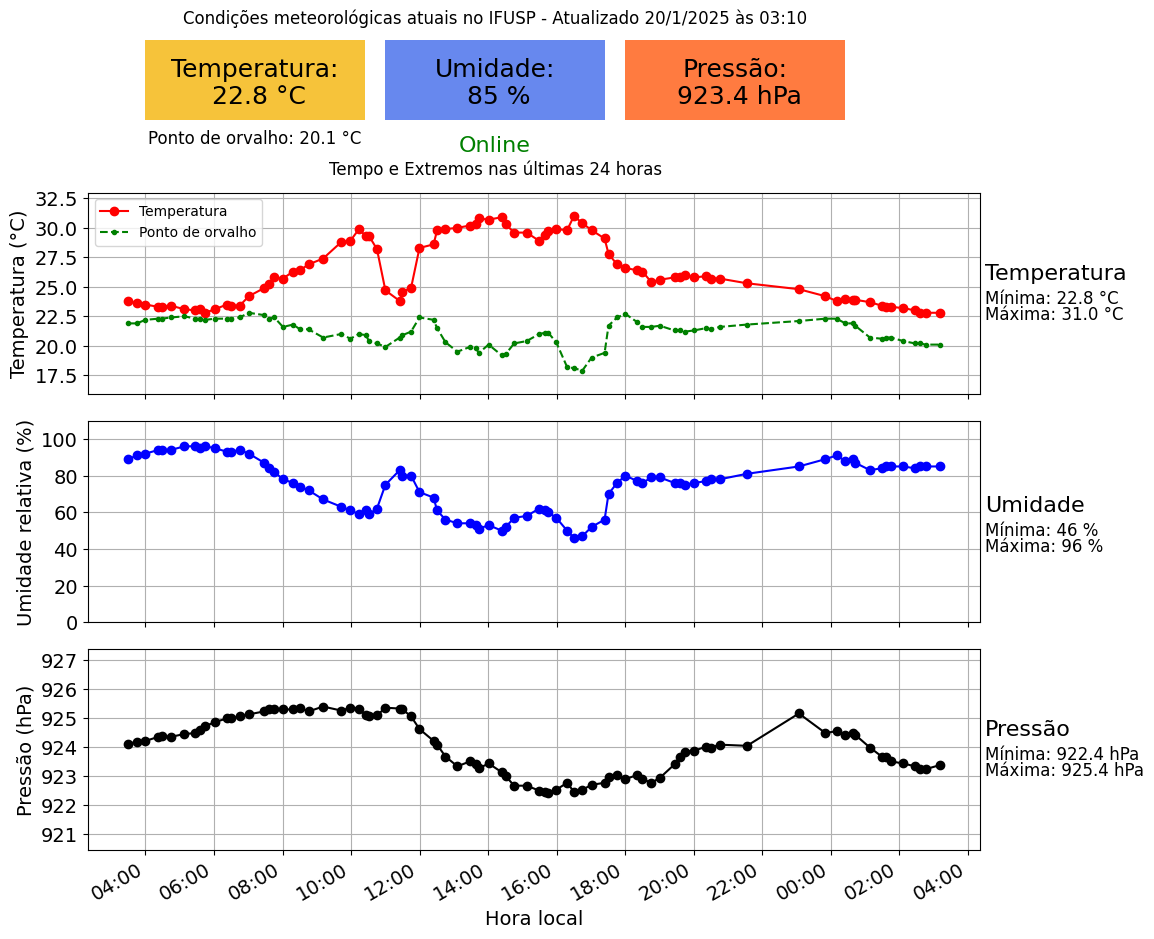 Condições meteorológicas atuais no IFUSP - Atualizado 20/1/2025 às 03:10
Temperatura:
22.8 °C
Umidade:
85 %
Pressão:
923.4 hPa
Ponto de orvalho: 20.1 °C
Online
Tempo e Extremos nas últimas 24 horas
Temperatura (°C)
32.5
30.0
27.5
25.0
22.5
20.0
17.5
Temperatura
Ponto de orvalho
Temperatura
Mínima: 22.8 °C
Máxima: 31.0 °C
Umidade relativa (%)
100
80
60
40
20
0
Umidade
Mínima: 46 %
Máxima: 96 %
Pressão (hPa)
927
926
925
924
923
922
921
Pressão
Mínima: 922.4 hPa
Máxima: 925.4 hPa
04:00 06:00 08:00 10:00 12:00 14:00 16:00 18:00 20:00 22:00 00:00 02:00 04:00
Hora local